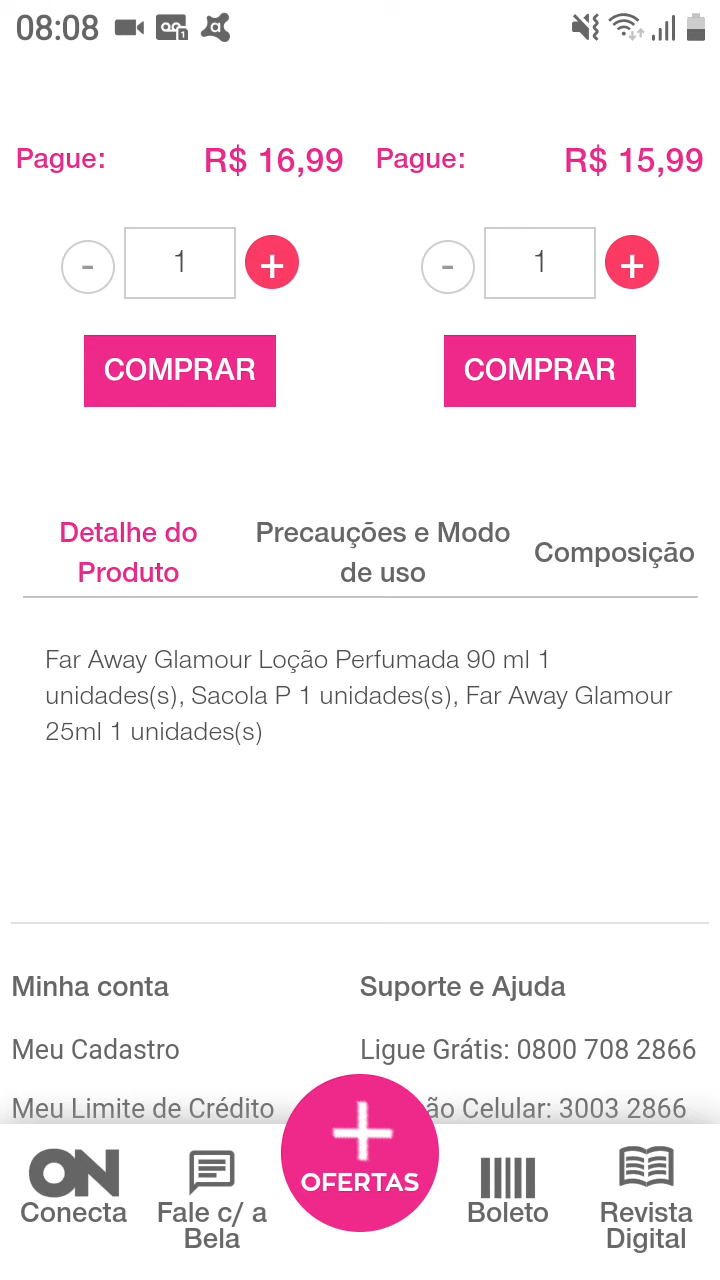 08:08
Pague: R$ 16,99 Pague: R$ 15,99
- 1 + - 1 +
COMPRAR COMPRAR
Detalhe do Produto
Precauções e Modo de uso
Composição
Far Away Glamour Loção Perfumada 90 ml 1
unidades(s), Sacola P 1 unidades(s), Far Away Glamour
25ml 1 unidades(s)
Minha conta
Suporte e Ajuda
Meu Cadastro
Ligue Grátis: 0800 708 2866
Meu Limite de Crédito
Celular: 3003 2866
ON
Conecta
Fale c/ a
Bela
+
OFERTAS
Boleto
Revista
Digital